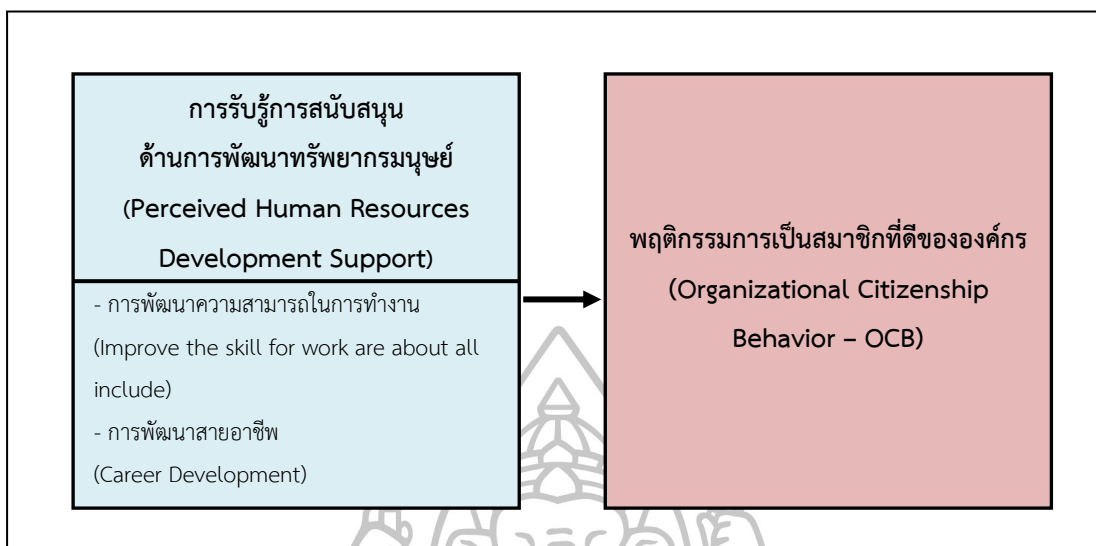 การรับรู้การสนับสนุน
ด้านการพัฒนาทรัพยากรมนุษย์
(Perceived Human Resources
Development Support)
- การพัฒนาความสามารถในการทำงาน
(Improve the skill for work are about all
include)
- การพัฒนาสายอาชีพ
(Career Development)
พฤติกรรมการเป็นสมาชิกที่ดีขององค์กร
(Organizational Citizenship
Behavior – OCB)